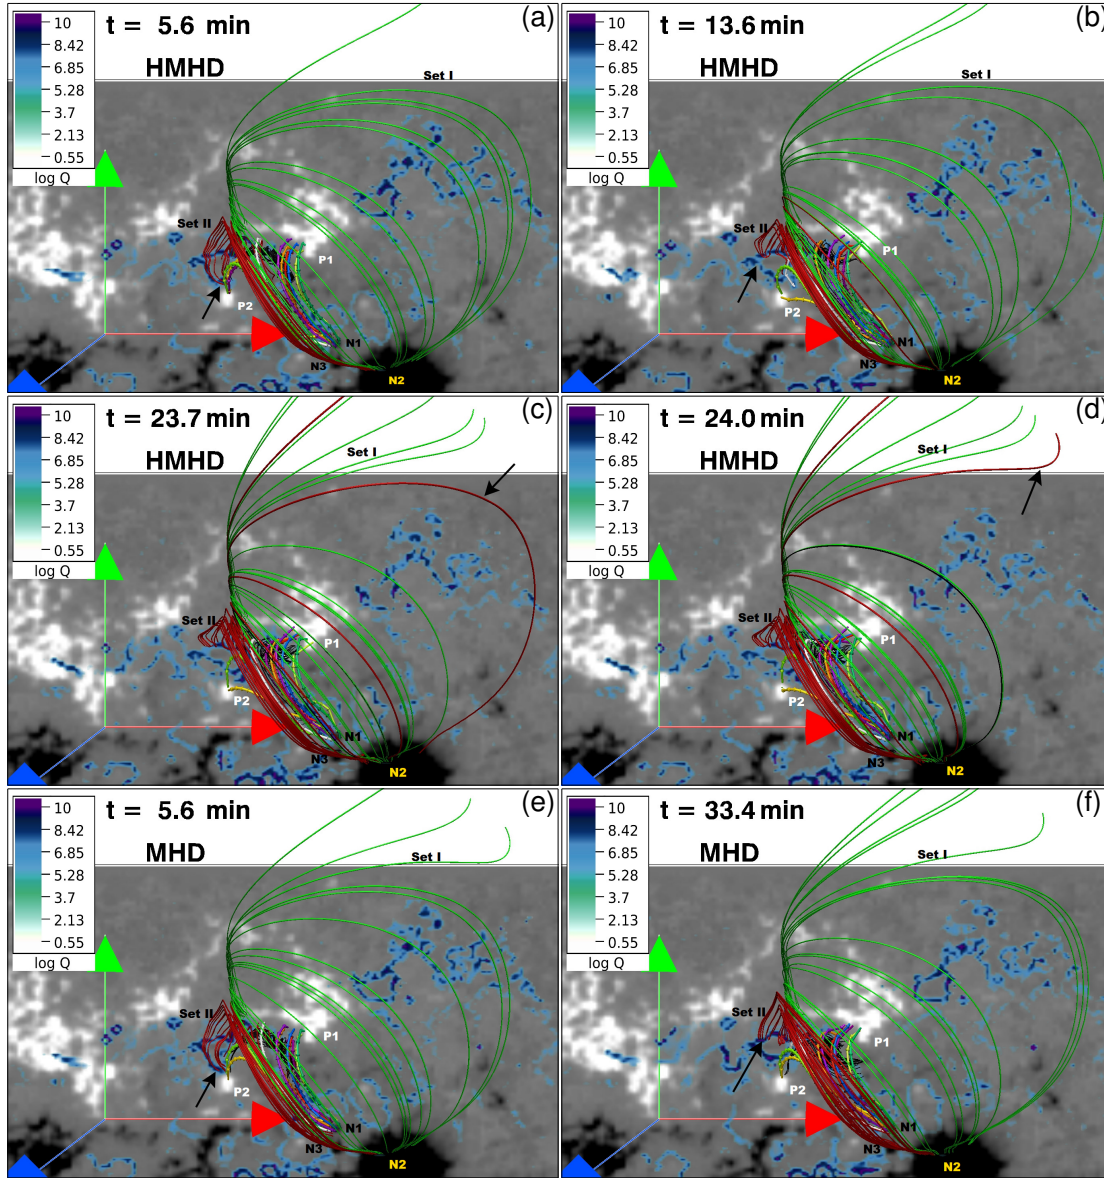 10
8.42
6.85
5.28
3.7
2.13
0.55
log Q
t = 5.6 min
HMHD
(a)
Set I
Set II
P1
P2
N1
N3
N2
10
8.42
6.85
5.28
3.7
2.13
0.55
log Q
t = 13.6 min
HMHD
(b)
Set I
Set II
P1
P2
N1
N3
N2
10
8.42
6.85
5.28
3.7
2.13
0.55
log Q
t = 23.7 min
HMHD
(c)
Set I
Set II
P1
P2
N1
N3
N2
10
8.42
6.85
5.28
3.7
2.13
0.55
log Q
t = 24.0 min
HMHD
(d)
Set I
Set II
P1
P2
N1
N3
N2
10
8.42
6.85
5.28
3.7
2.13
0.55
log Q
t = 5.6 min
MHD
(e)
Set I
Set II
P1
P2
N1
N3
N2
10
8.42
6.85
5.28
3.7
2.13
0.55
log Q
t = 33.4 min
MHD
(f)
Set I
Set II
P1
P2
N1
N3
N2